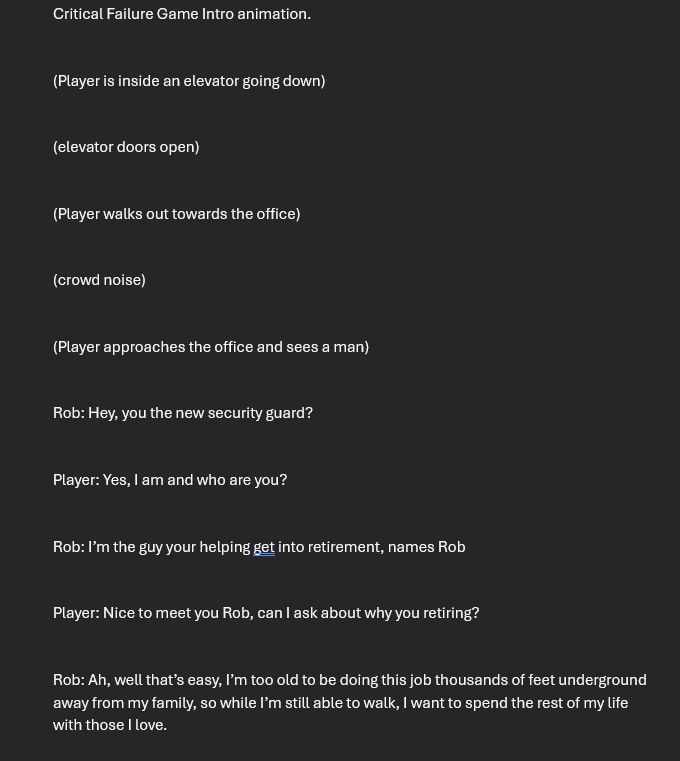 Critical Failure Game Intro animation.
(Player is inside an elevator going down)
(elevator doors open)
(Player walks out towards the office)
(crowd noise)
(Player approaches the office and sees a man)
Rob: Hey, you the new security guard?
Player: Yes, I am and who are you?
Rob: I’m the guy your helping get into retirement, names Rob
Player: Nice to meet you Rob, can I ask about why you retiring?
Rob: Ah, well that’s easy, I’m too old to be doing this job thousands of feet underground
away from my family, so while I’m still able to walk, I want to spend the rest of my life
with those I love.